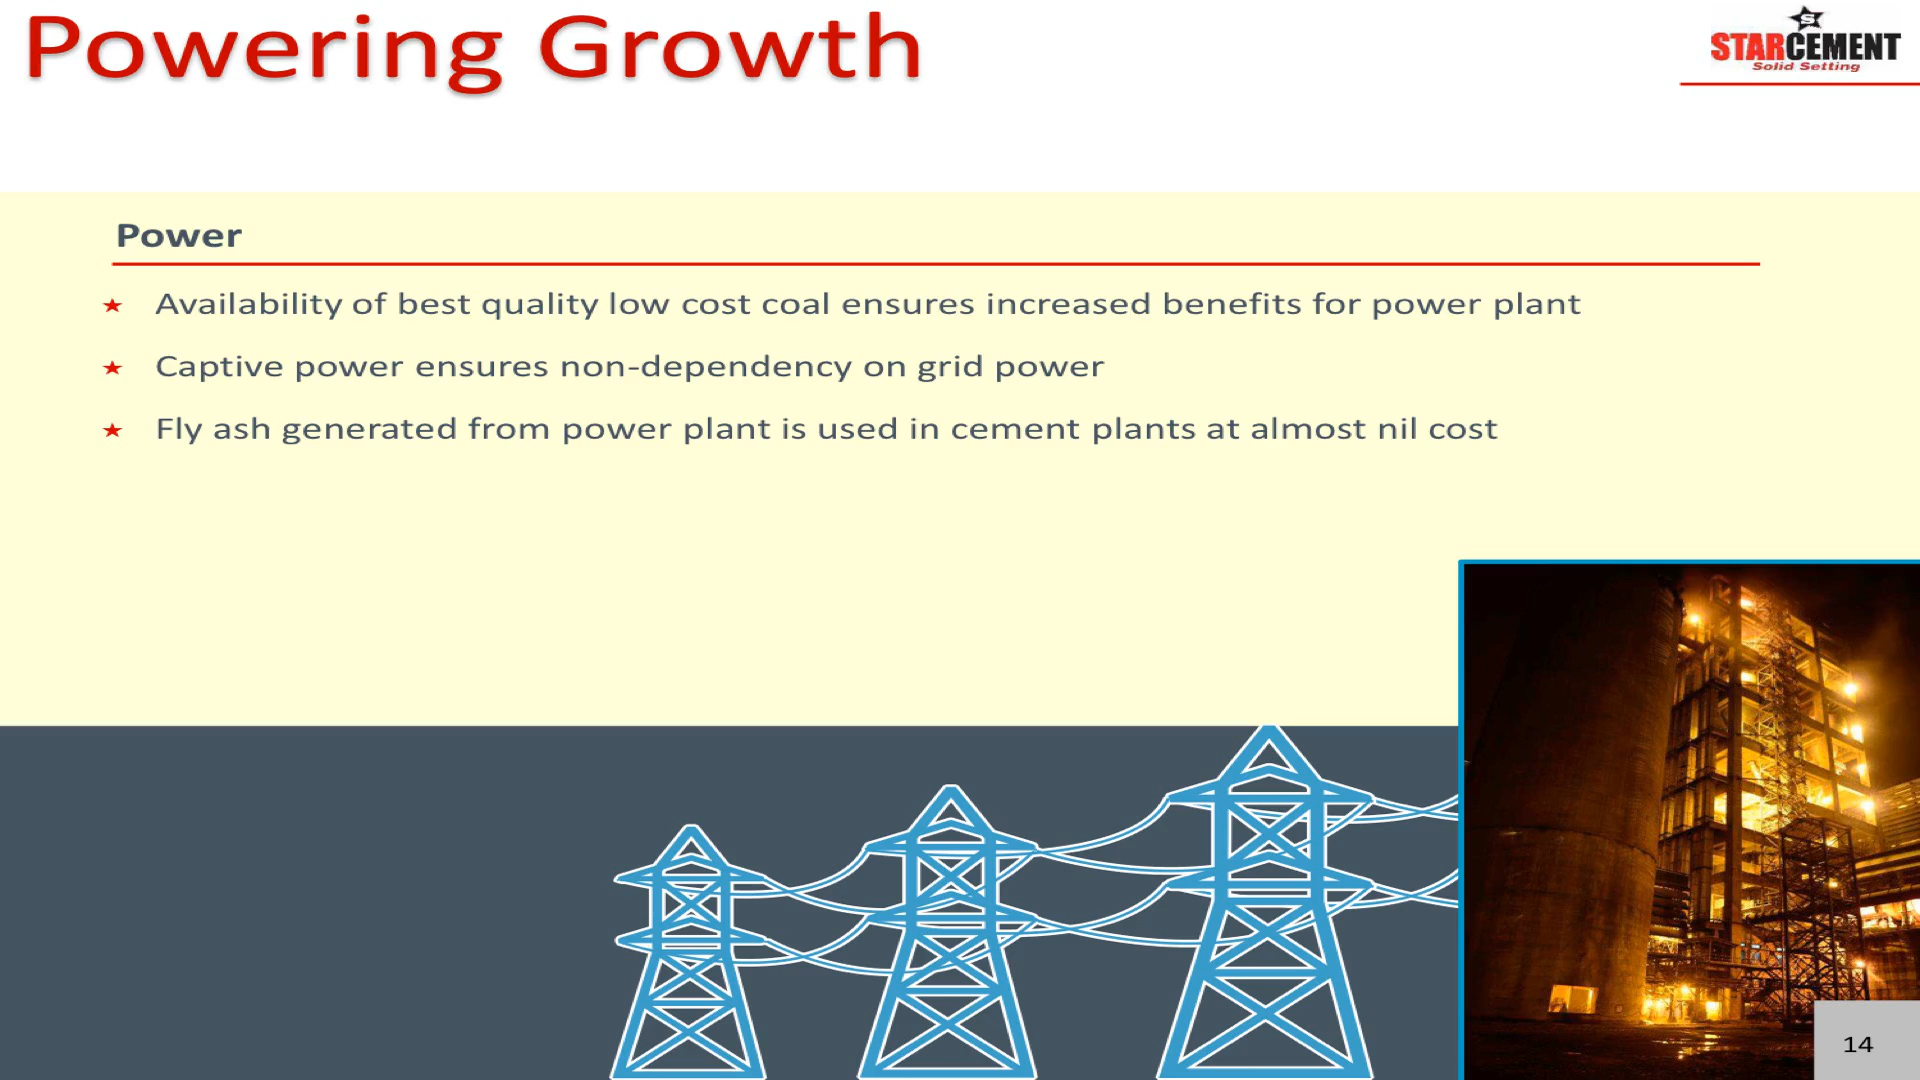 Powering Growth
S
STARCEMENT
Solid Setting
Power
★ Availability of best quality low cost coal ensures increased benefits for power plant
★ Captive power ensures non-dependency on grid power
★ Fly ash generated from power plant is used in cement plants at almost nil cost
14